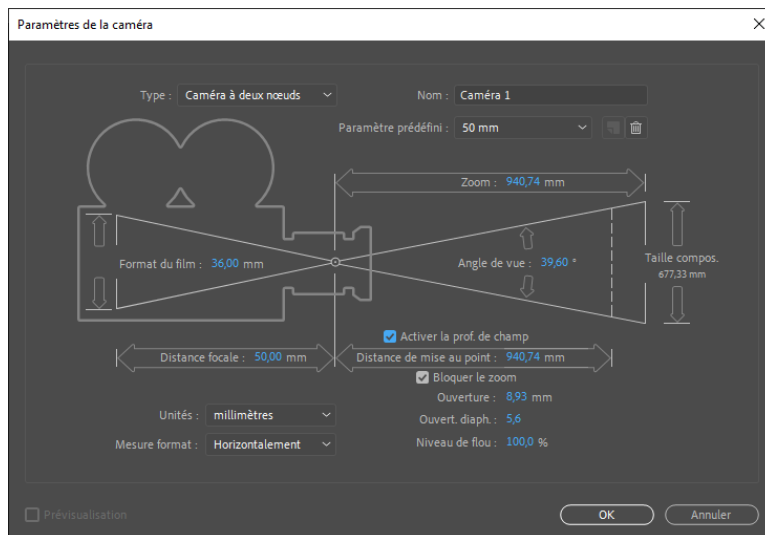 Paramètres de la caméra
Type : Caméra à deux nœuds
Nom : Caméra 1
Paramètre prédéfini : 50 mm
Zoom : 940,74 mm
Format du film : 36,00 mm
Angle de vue : 39,60 °
Taille compos.
677,33 mm
Activer la prof. de champ
Distance focale : 50,00 mm
Distance de mise au point : 940,74 mm
Bloquer le zoom
Ouverture : 8,93 mm
Unités : millimètres
Ouvert. diaph. : 5,6
Mesure format : Horizontalement
Niveau de flou : 100,0 %
Prévisualisation
OK
Annuler